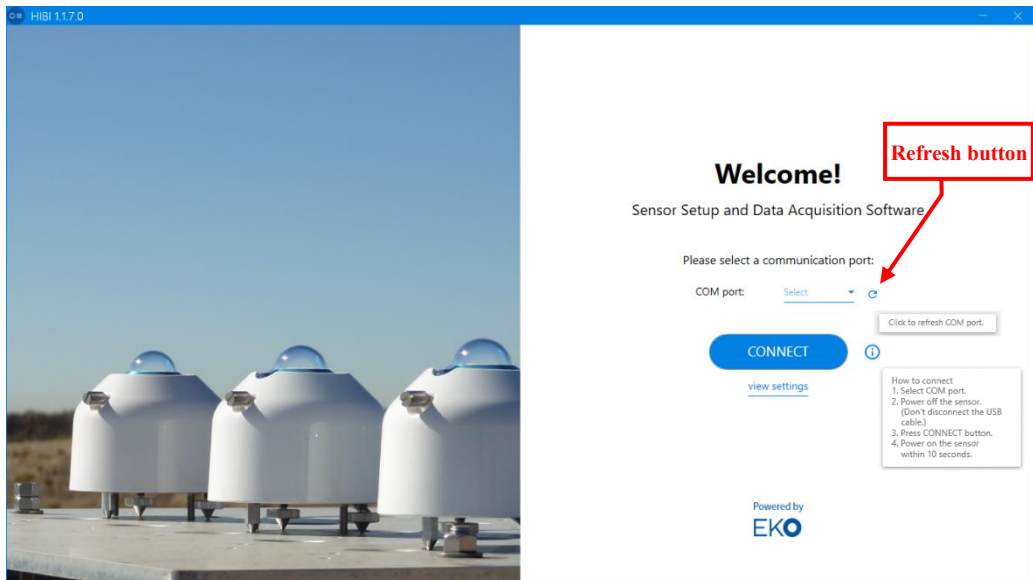 HIBI 1.1.7.0
Refresh button
Welcome!
Sensor Setup and Data Acquisition Software
Please select a communication port:
COM port:
Select
Click to refresh COM port.
CONNECT
view settings
How to connect
1. Select COM port.
2. Power off the sensor.
(Don't disconnect the USB
cable.)
3. Press CONNECT button.
4. Power on the sensor
within 10 seconds.
Powered by
EKO